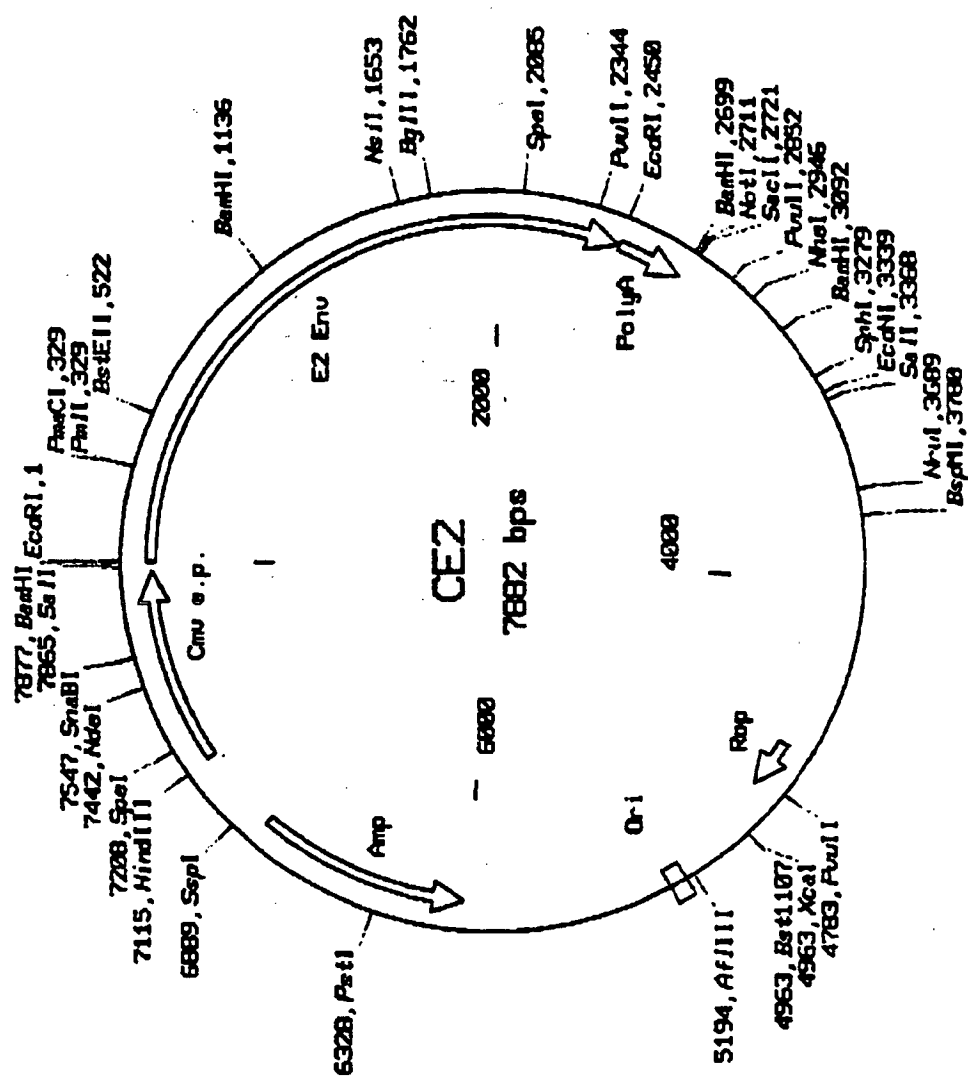 7877, BamHI
7865, SalI
EcoRI, 1
PmaCI, 329
PmlI, 329
BstEII, 522
BamHI, 1136
NsiI, 1653
BglII, 1762
SpeI, 2085
PvuII, 2344
EcoRI, 2450
BamHI, 2699
NotI, 2711
SacII, 2721
PvuII, 2852
NheI, 2946
BamHI, 3092
SphI, 3279
EcoNI, 3339
SalI, 3368
NruI, 3689
BspMI, 3780
4783, PvuII
4963, XcaI
4963, Bst1107
5194, AflIII
6328, PstI
6889, SspI
7115, HindIII
7208, SpeI
7442, NdeI
7547, SnaBI
Cmv e.p.
E2 Env
PolyA
Rop
Ori
Amp
2000
4000
6000
CE2
7882 bps